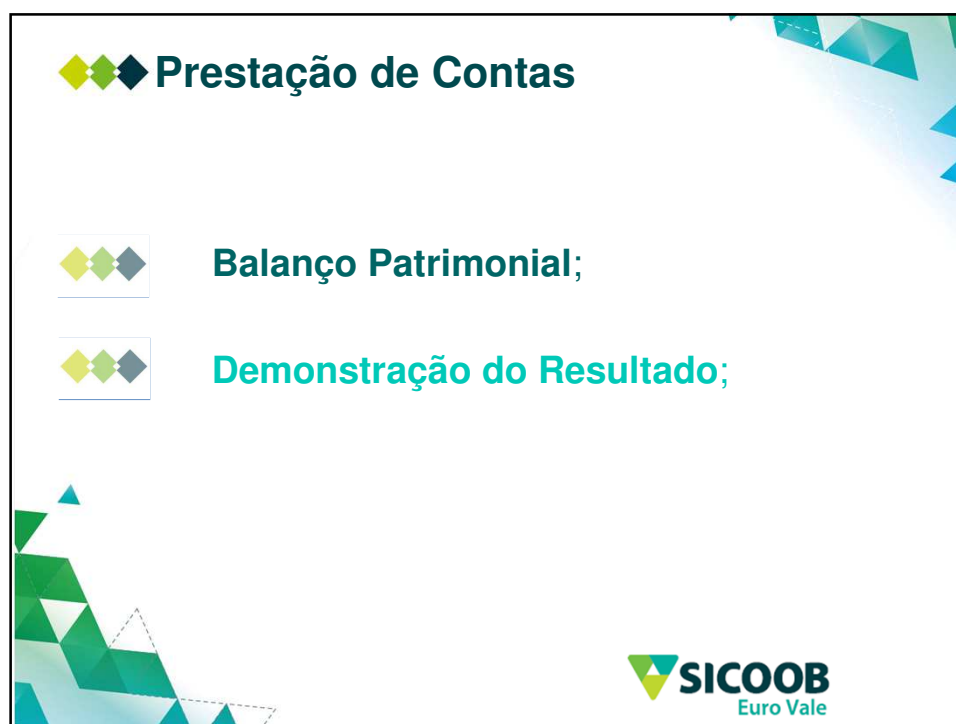 Prestação de Contas
Balanço Patrimonial;
Demonstração do Resultado;
SICOOB
Euro Vale